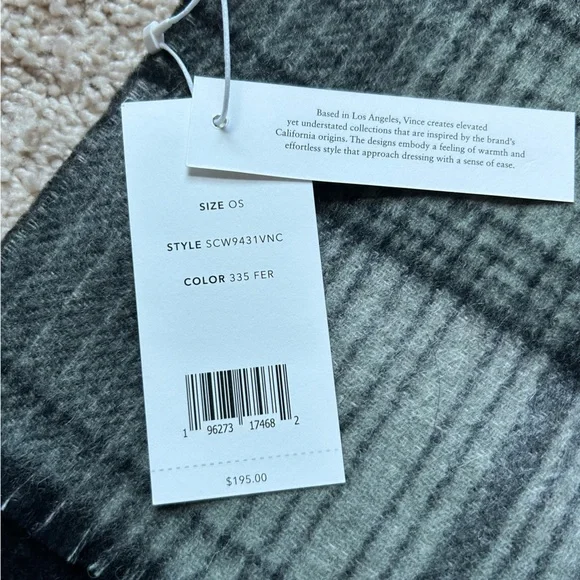 Based in Los Angeles, Vince creates elevated
yet understated collections that are inspired by the brand's
California origins. The designs embody a feeling of warmth and
effortless style that approach dressing with a sense of ease.
SIZE OS
STYLE SCW9431VNC
COLOR 335 FER
1 96273 17468 2
$195.00